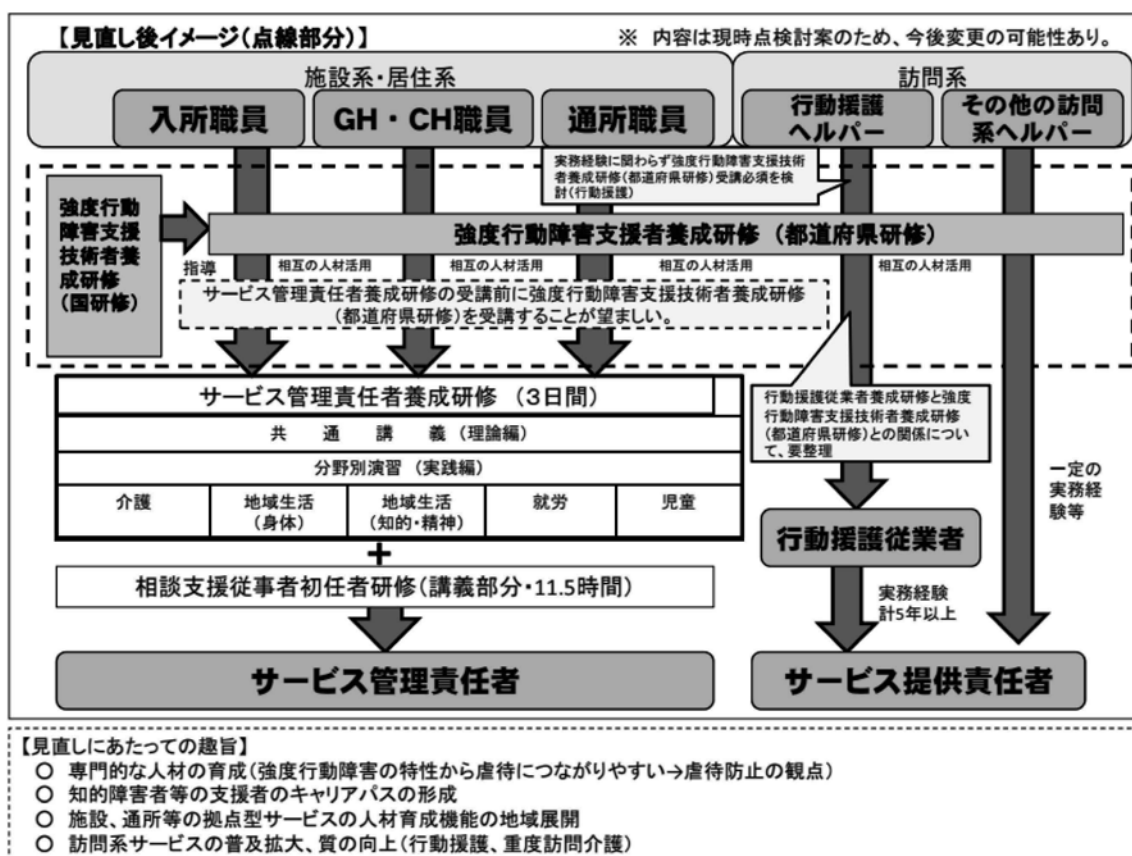 【見直し後イメージ(点線部分)】
※ 内容は現時点検討案のため、今後変更の可能性あり。
施設系・居住系
訪問系
入所職員
GH・CH職員
通所職員
行動援護
ヘルパー
その他の訪問
系ヘルパー
実務経験に関わらず強度行動障害支援技術
者養成研修(都道府県研修)受講必須を検
討(行動援護)
強度行動
障害支援
技術者養
成研修
(国研修)
強度行動障害支援者養成研修 (都道府県研修)
指導
相互の人材活用
相互の人材活用
相互の人材活用
相互の人材活用
サービス管理責任者養成研修の受講前に強度行動障害支援技術者養成研修
(都道府県研修)を受講することが望ましい。
サービス管理責任者養成研修 (3日間)
共 通 講 義(理論編)
分野別演習 (実践編)
介護
地域生活
(身体)
地域生活
(知的・精神)
就労
児童
+
相談支援従事者初任者研修(講義部分・11.5時間)
サービス管理責任者
行動援護従業者養成研修と強度
行動障害支援技術者養成研修
(都道府県研修)との関係につい
て、要整理
行動援護従業者
実務経験
計5年以上
一定の
実務経
験等
サービス提供責任者
【見直しにあたっての趣旨】
○ 専門的な人材の育成(強度行動障害の特性から虐待につながりやすい→虐待防止の観点)
○ 知的障害者等の支援者のキャリアパスの形成
○ 施設、通所等の拠点型サービスの人材育成機能の地域展開
○ 訪問系サービスの普及拡大、質の向上(行動援護、重度訪問介護)